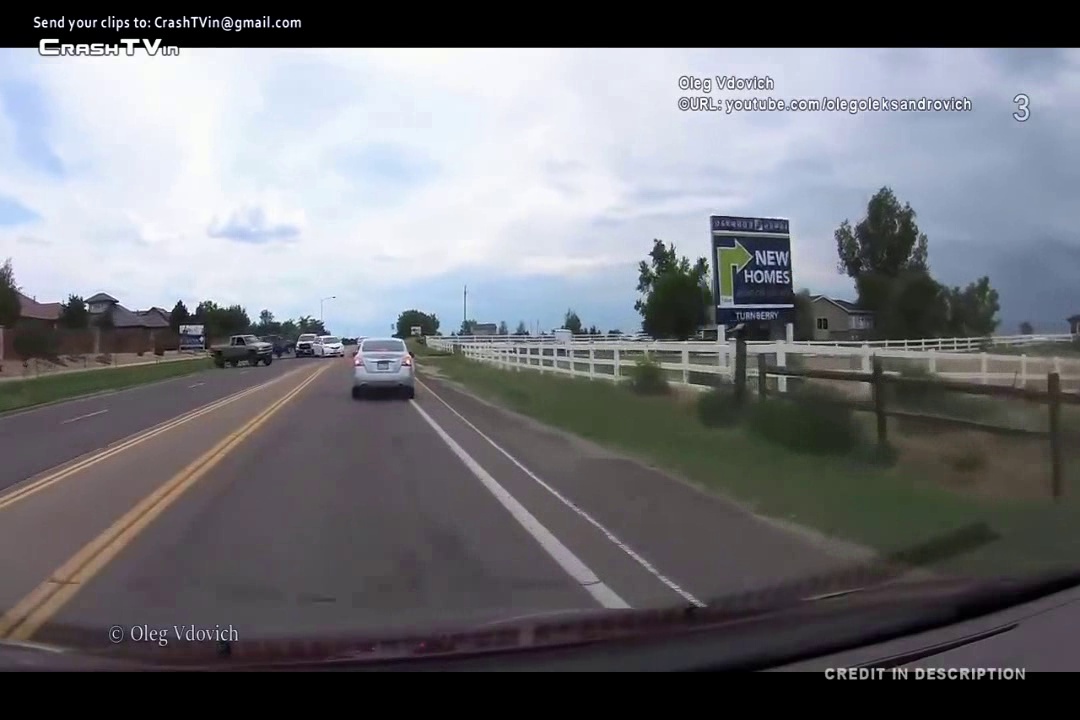 Send your clips to: CrashTVin@gmail.com
CRASHTVIN
Oleg Vdovich
©URL: youtube.com/olegoleksandrovich
3
NEW
HOMES
TURNBERRY
© Oleg Vdovich
CREDIT IN DESCRIPTION